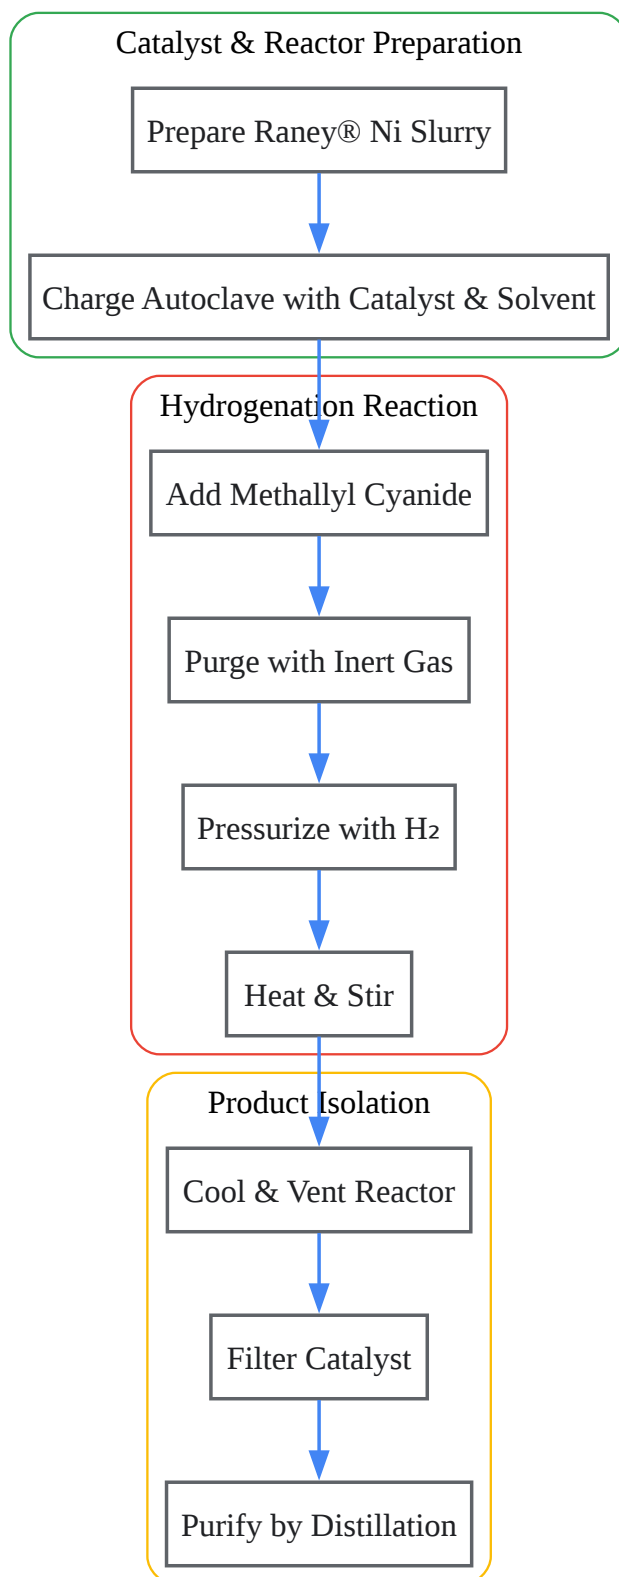 Catalyst & Reactor Preparation
Prepare Raney® Ni Slurry
Charge Autoclave with Catalyst & Solvent
Hydrogenation Reaction
Add Methallyl Cyanide
Purge with Inert Gas
Pressurize with H₂
Heat & Stir
Product Isolation
Cool & Vent Reactor
Filter Catalyst
Purify by Distillation